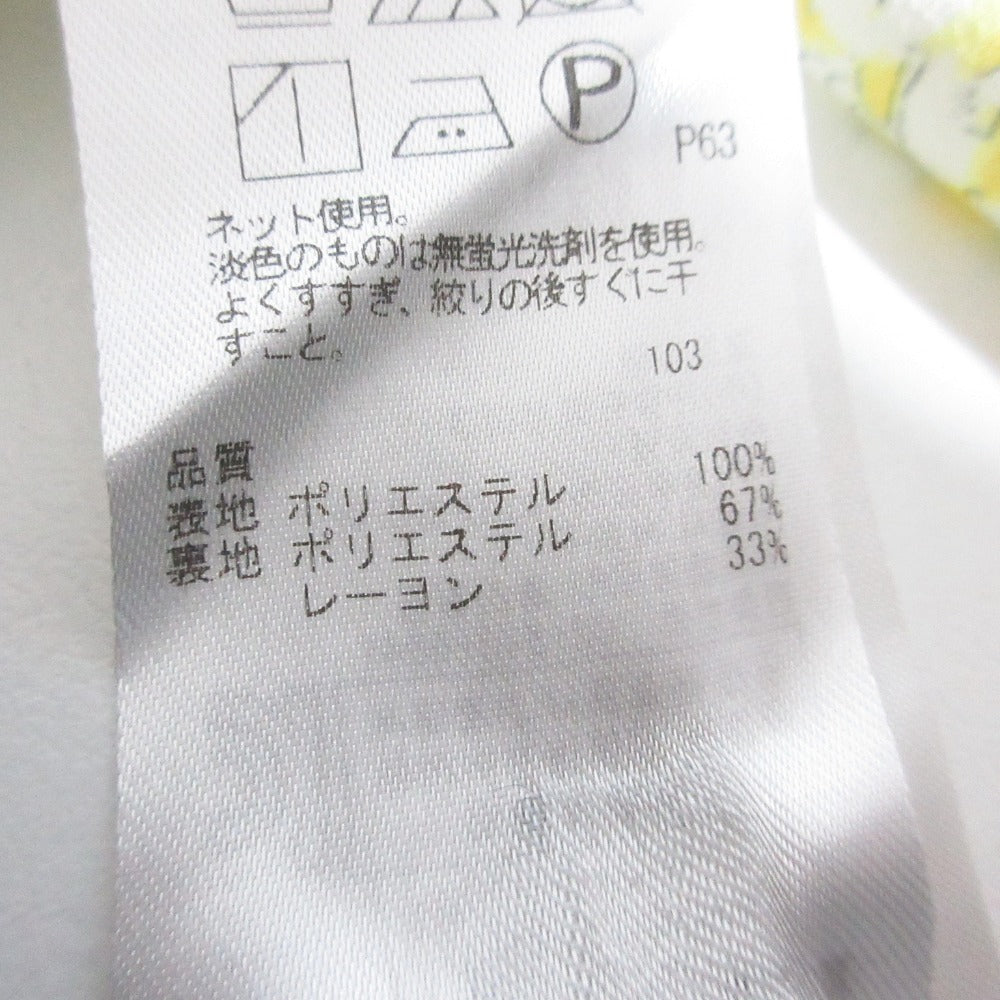 P
P63
ネット使用。
淡色のものは無蛍光洗剤を使用。
よくすすぎ、絞りの後すぐに干
すこと。
103
品質
表地 ポリエステル 100%
裏地 ポリエステル 67%
レーヨン 33%